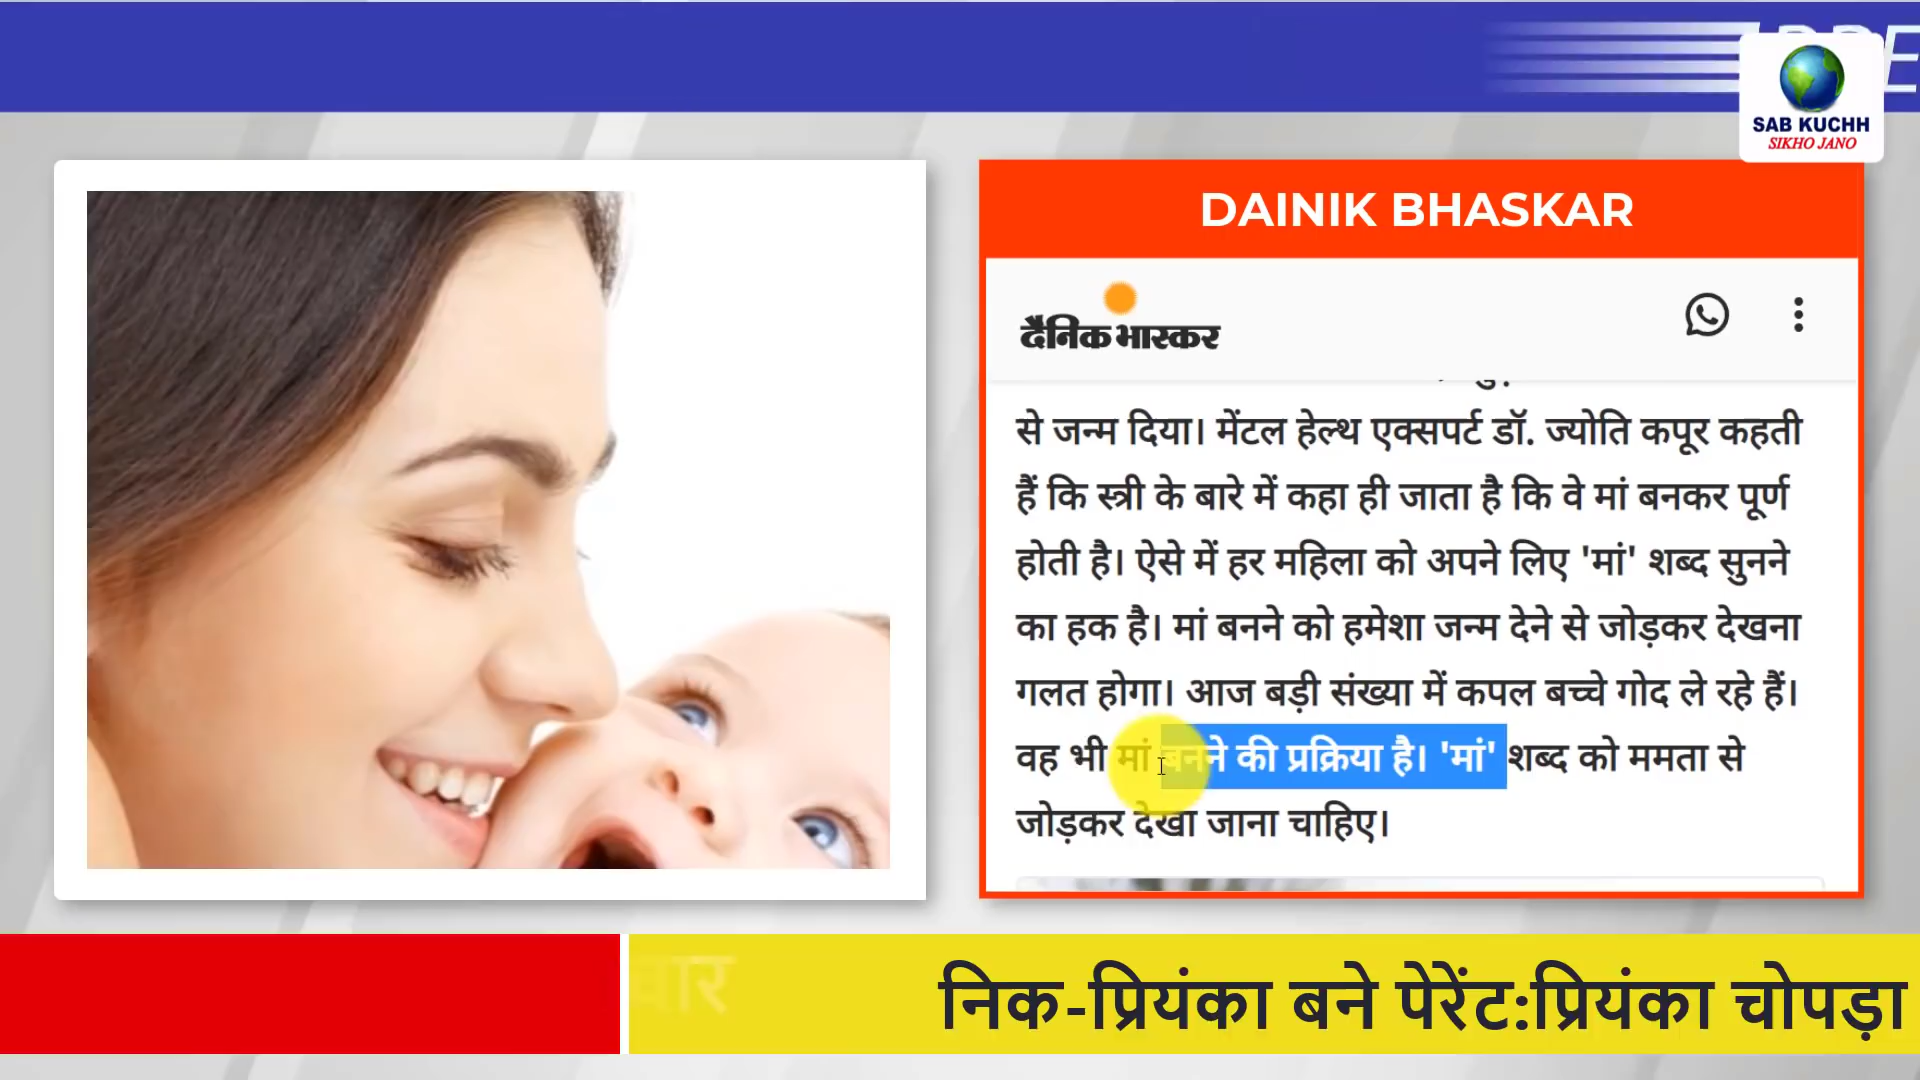 SAB KUCHH
SIKHO JANO
DAINIK BHASKAR
दैनिक भास्कर
से जन्म दिया। मेंटल हेल्थ एक्सपर्ट डॉ. ज्योति कपूर कहती
हैं कि स्त्री के बारे में कहा ही जाता है कि वे मां बनकर पूर्ण
होती है। ऐसे में हर महिला को अपने लिए 'मां' शब्द सुनने
का हक है। मां बनने को हमेशा जन्म देने से जोड़कर देखना
गलत होगा। आज बड़ी संख्या में कपल बच्चे गोद ले रहे हैं।
वह भी मां बनने की प्रक्रिया है। 'मां' शब्द को ममता से
जोड़कर देखा जाना चाहिए।
निक-प्रियंका बने पेरेंट:प्रियंका चोपड़ा